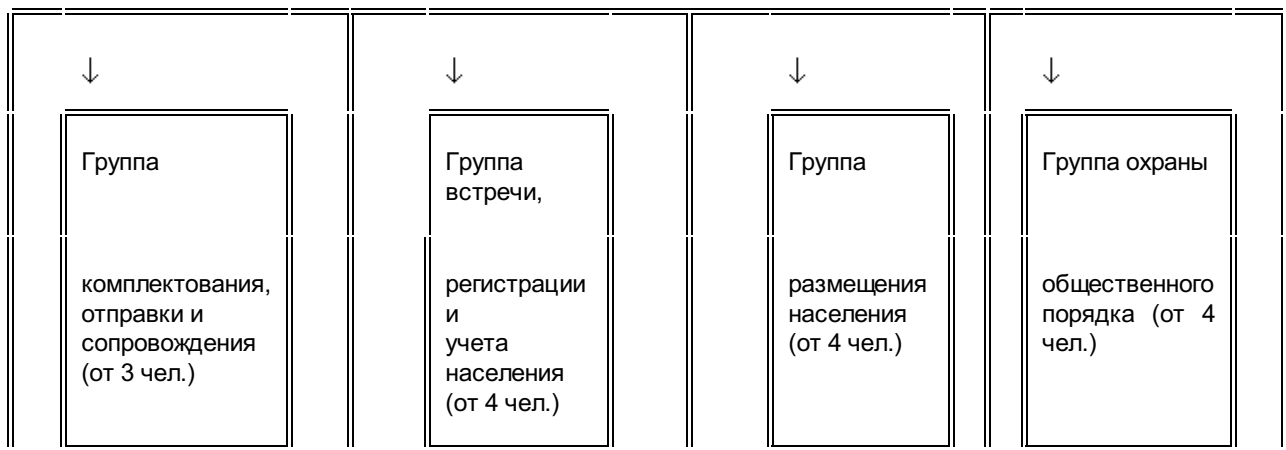 ↓ ↓ ↓ ↓
Группа
комплектования,
отправки и
сопровождения
(от 3 чел.)
Группа
встречи,
регистрации
и
учета
населения
(от 4 чел.)
Группа
размещения
населения
(от 4 чел.)
Группа охраны
общественного
порядка (от 4
чел.)